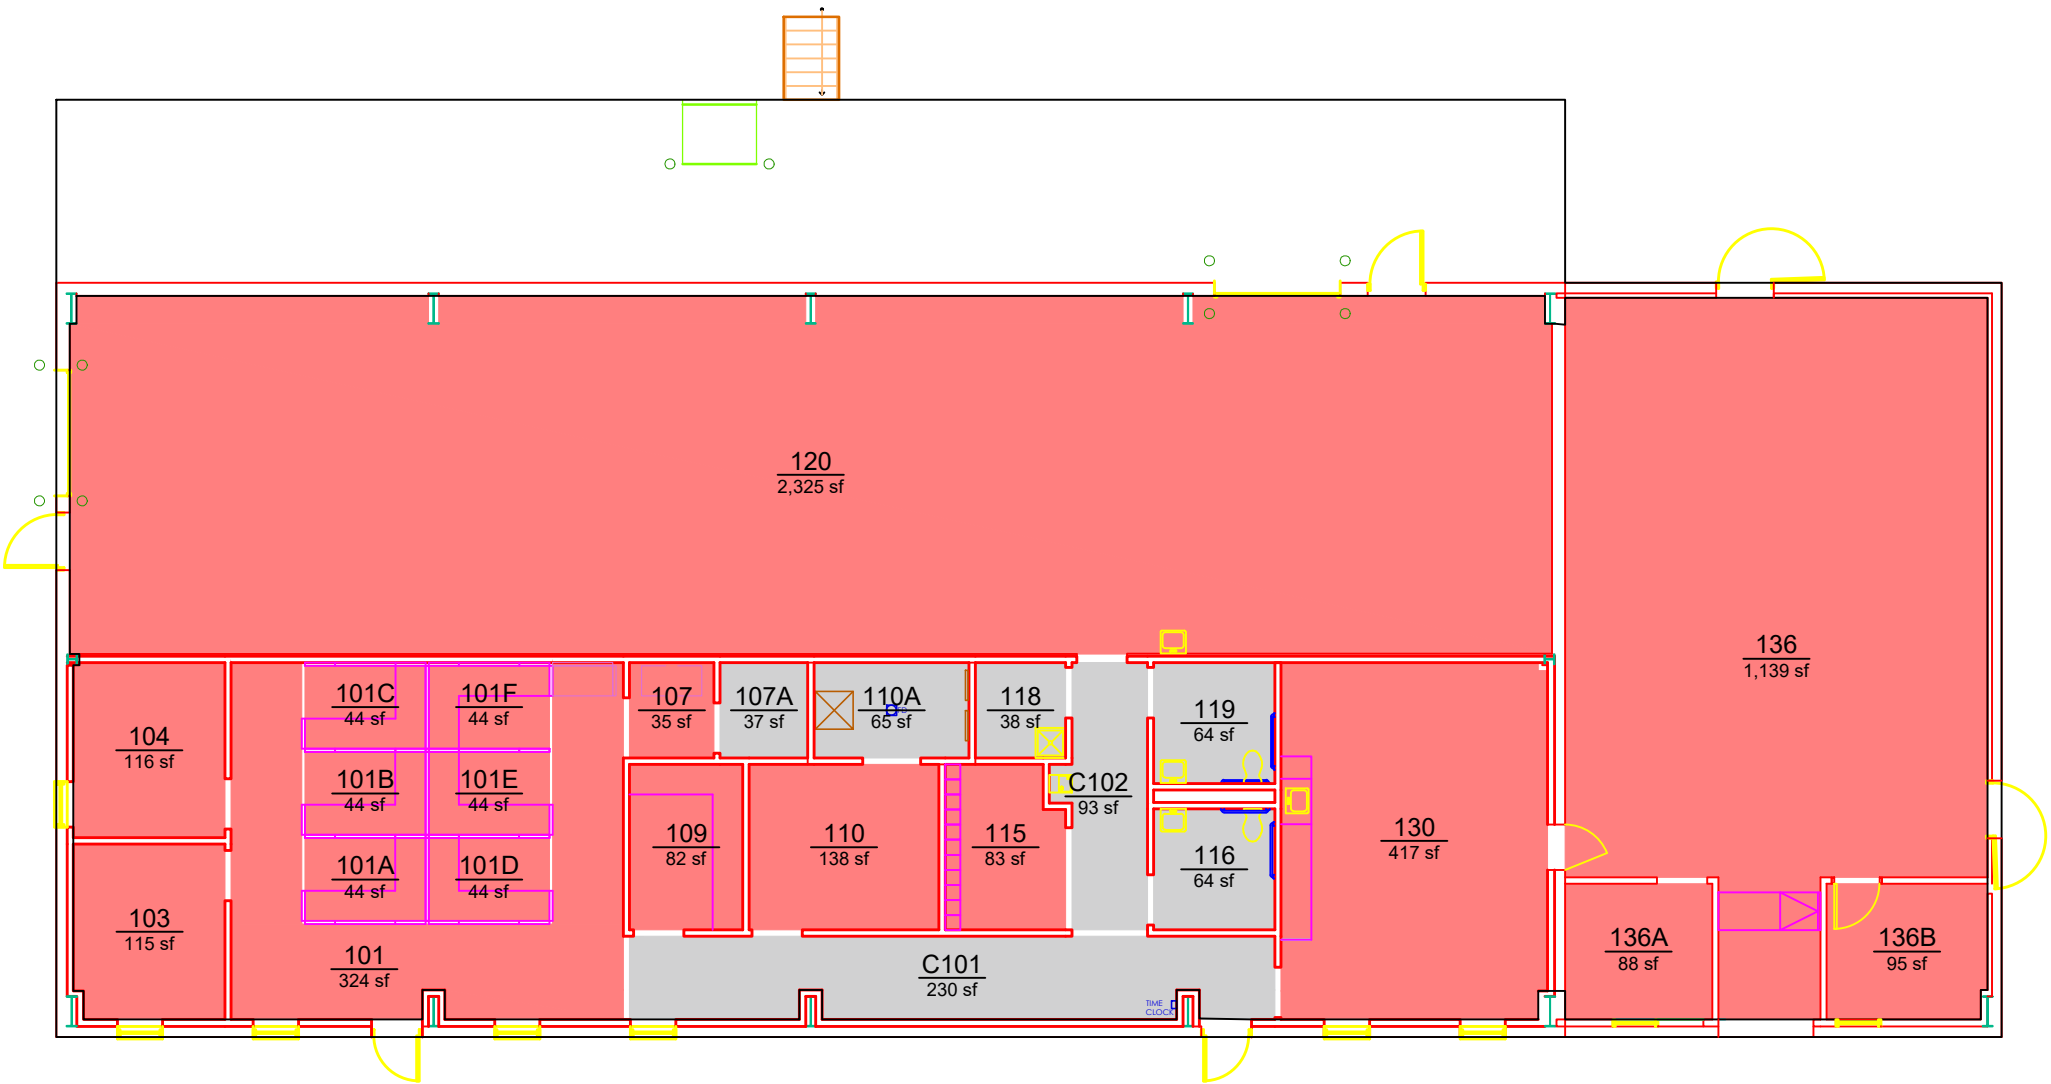 120
2,325 sf
136
1,139 sf
101C
44 sf
101F
44 sf
107
35 sf
107A
37 sf
110A
65 sf
118
38 sf
119
64 sf
104
116 sf
101B
44 sf
101E
44 sf
C102
93 sf
109
82 sf
110
138 sf
115
83 sf
130
417 sf
101A
44 sf
101D
44 sf
116
64 sf
103
115 sf
101
324 sf
C101
230 sf
136A
88 sf
136B
95 sf
TIME
CLOCK